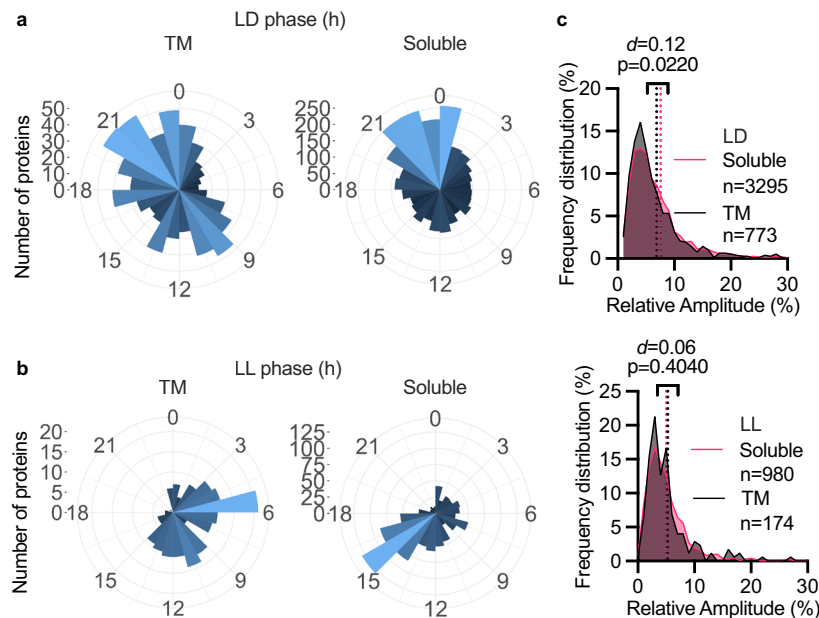 a
LD phase (h)
TM
Soluble
Number of proteins
50
40
30
20
10
0
0
3
6
9
12
15
18
21
250
200
150
100
50
0
0
3
6
9
12
15
18
21
b
LL phase (h)
TM
Soluble
Number of proteins
20
15
10
5
0
0
3
6
9
12
15
18
21
125
100
75
50
25
0
0
3
6
9
12
15
18
21
c
d=0.12
p=0.0220
Frequency distribution (%)
20
15
10
5
0
LD
Soluble
n=3295
TM
n=773
0
10
20
30
Relative Amplitude (%)
d=0.06
p=0.4040
Frequency distribution (%)
25
20
15
10
5
0
LL
Soluble
n=980
TM
n=174
0
10
20
30
Relative Amplitude (%)